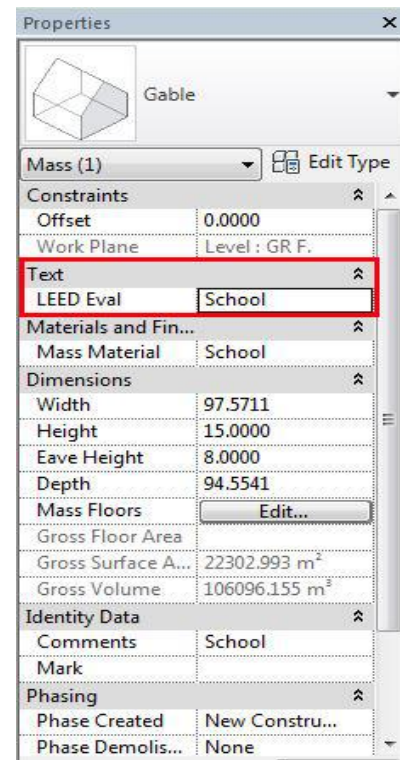 Properties ×
Gable
Mass (1) Edit Type
Constraints
Offset 0.0000
Work Plane Level : GR F.
Text
LEED Eval School
Materials and Fin...
Mass Material School
Dimensions
Width 97.5711
Height 15.0000
Eave Height 8.0000
Depth 94.5541
Mass Floors Edit...
Gross Floor Area
Gross Surface A... 22302.993 m²
Gross Volume 106096.155 m³
Identity Data
Comments School
Mark
Phasing
Phase Created New Constru...
Phase Demolis... None